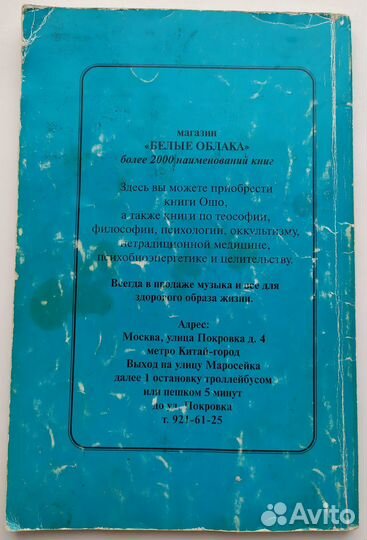 магазин
«БЕЛЫЕ ОБЛАКА»
более 2000 наименования книг
Здесь вы можете приобрести
книги Ошо,
а также книги по теософии,
философии, психологии, оккультизму,
нетрадиционной медицине,
психобиоэнергетике и целительству.
Всегда в продаже музыка и все для
здорового образа жизни.
Адрес:
Москва, улица Покровка д. 4
метро Китай-город
Выход на улицу Маросейка
далее 1 остановку троллейбусом
или пешком 5 минут
до ул. Покровка
т. 921-61-25
Avito